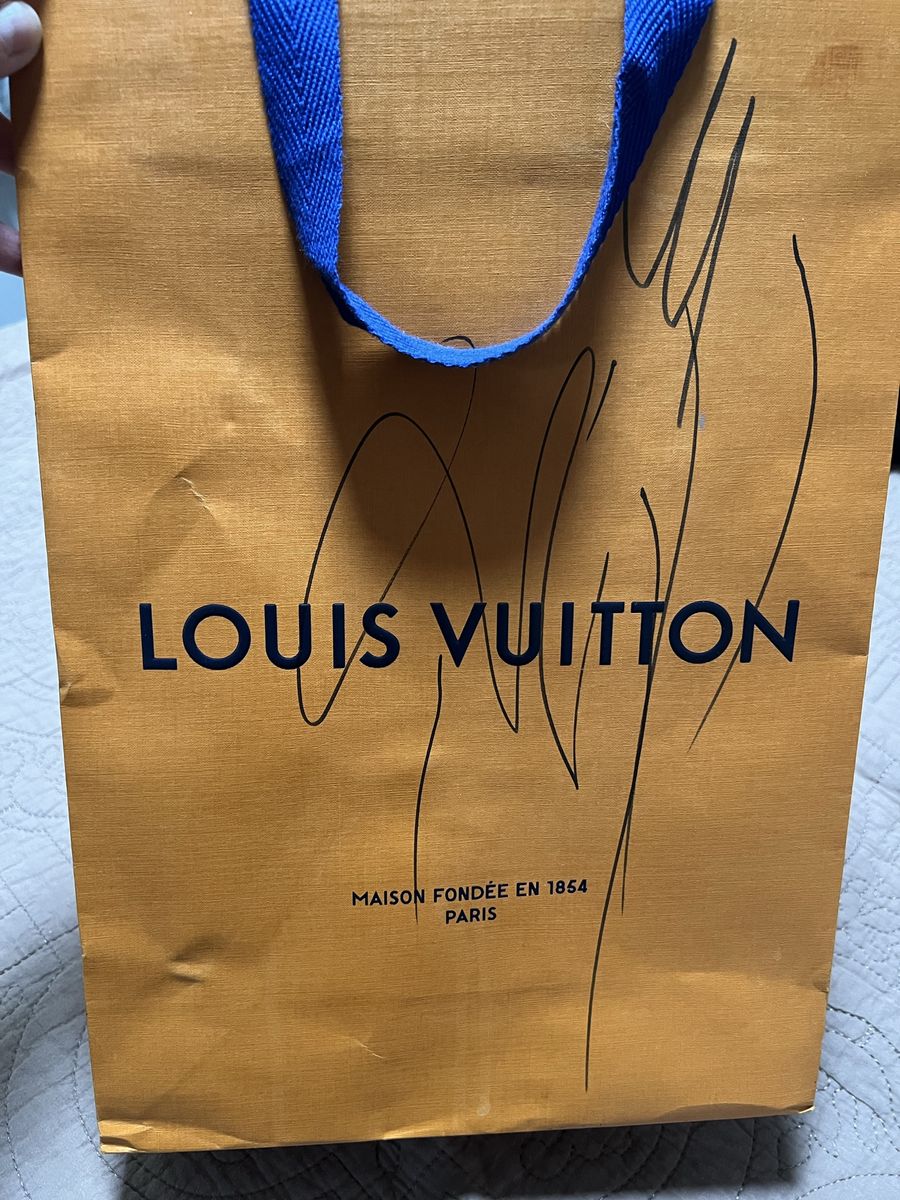 LOUIS VUITTON
MAISON FONDÉE EN 1854
PARIS